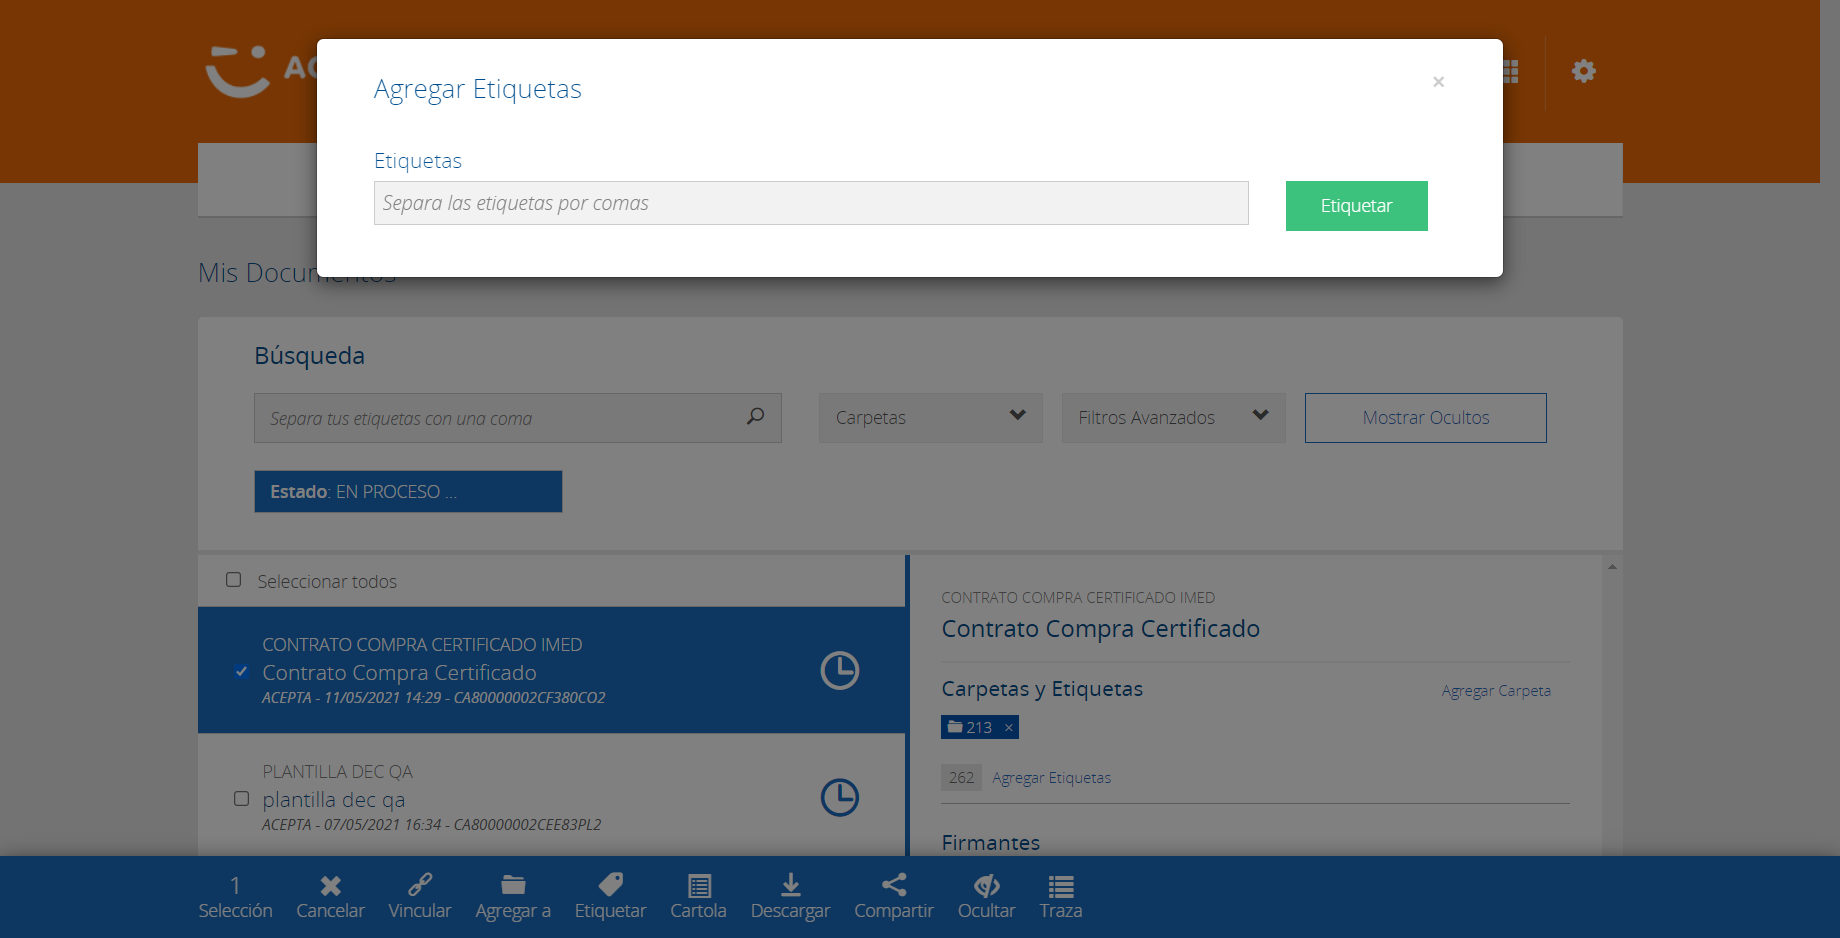 Agregar Etiquetas
×
Etiquetas
Separa las etiquetas por comas
Etiquetar
Mis Documentos
Búsqueda
Separa tus etiquetas con una coma
Carpetas
Filtros Avanzados
Mostrar Ocultos
Estado: EN PROCESO ...
Seleccionar todos
CONTRATO COMPRA CERTIFICADO IMED
Contrato Compra Certificado
ACEPTA - 11/05/2021 14:29 - CA80000002CF380CO2
PLANTILLA DEC QA
plantilla dec qa
ACEPTA - 07/05/2021 16:34 - CA80000002CEE83PL2
CONTRATO COMPRA CERTIFICADO IMED
Contrato Compra Certificado
Carpetas y Etiquetas
Agregar Carpeta
213 ×
262 Agregar Etiquetas
Firmantes
1
Selección
Cancelar
Vincular
Agregar a
Etiquetar
Cartola
Descargar
Compartir
Ocultar
Traza